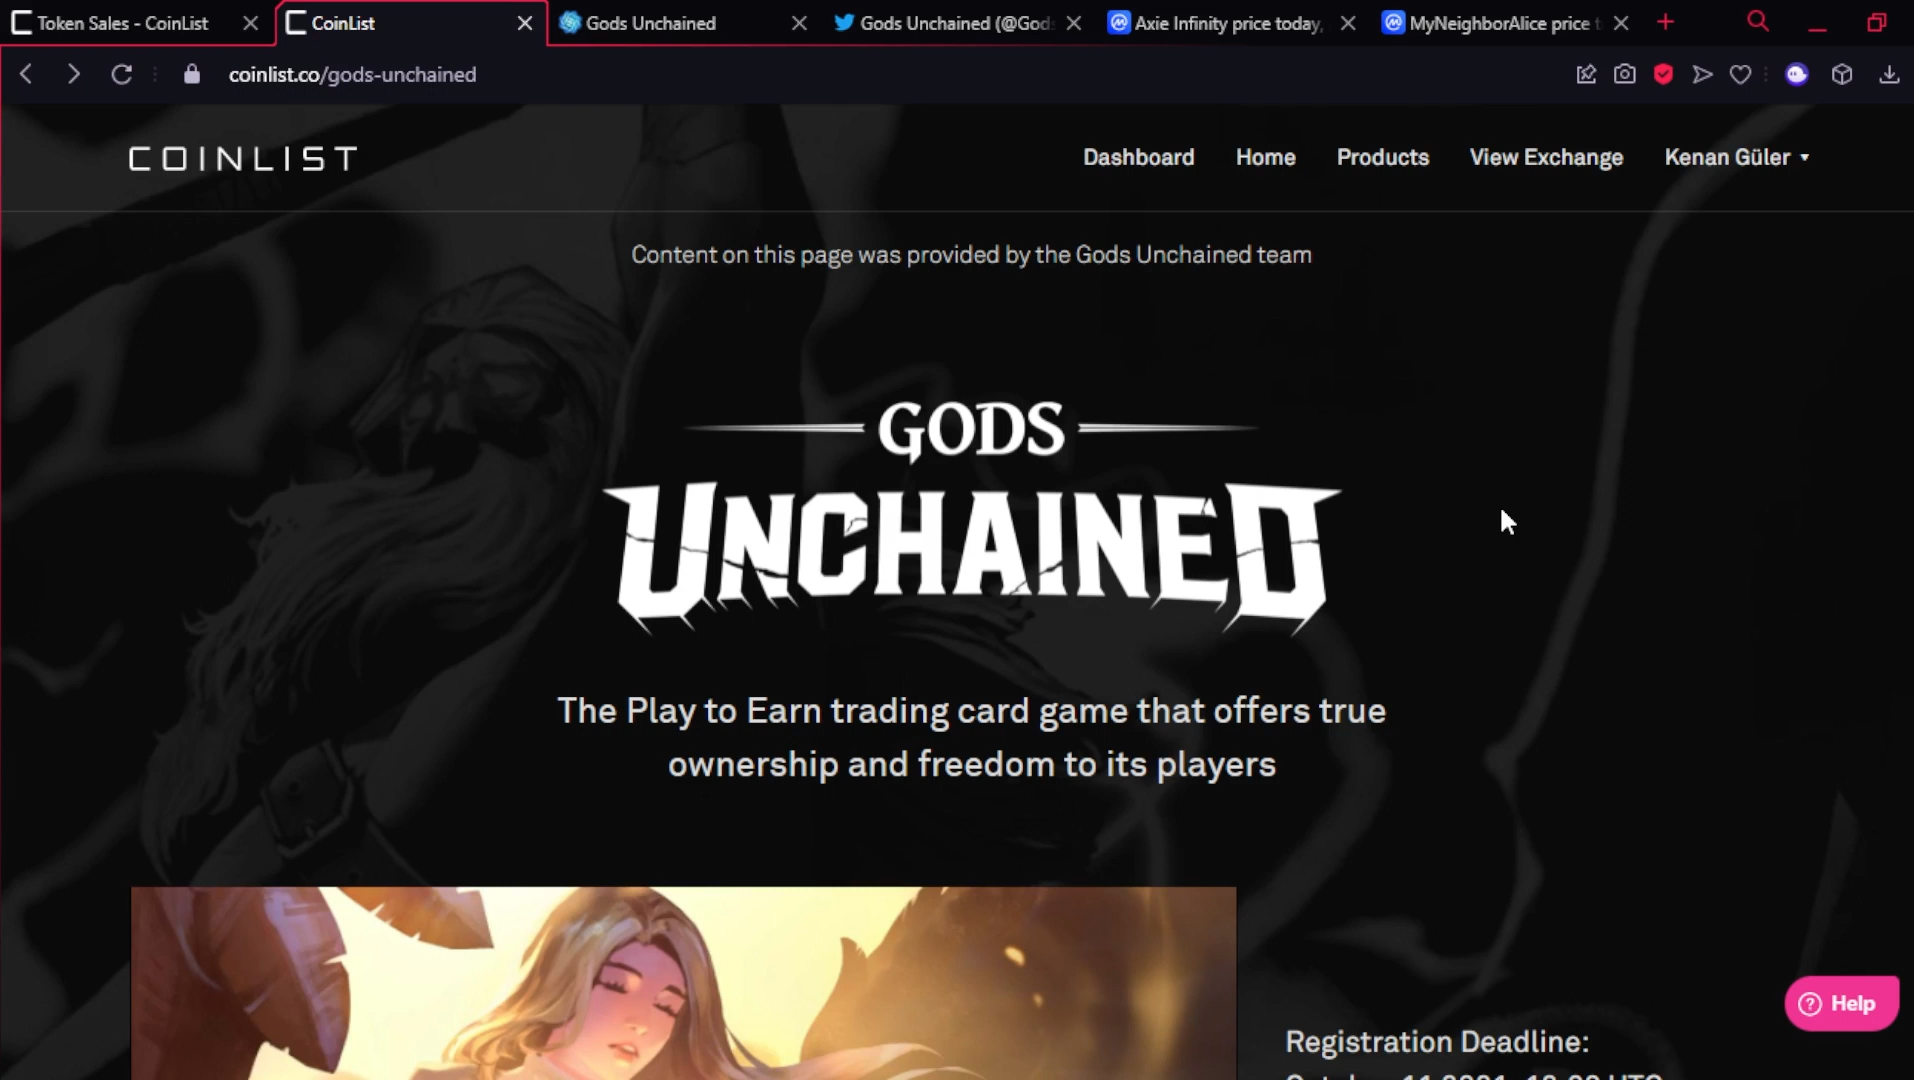 Token Sales - CoinList
CoinList
Gods Unchained
Gods Unchained (@God
Axie Infinity price today,
MyNeighborAlice price t
coinlist.co/gods-unchained
COINLIST
Dashboard
Home
Products
View Exchange
Kenan Güler
Content on this page was provided by the Gods Unchained team
GODS
UNCHAINED
The Play to Earn trading card game that offers true
ownership and freedom to its players
Help
Registration Deadline: